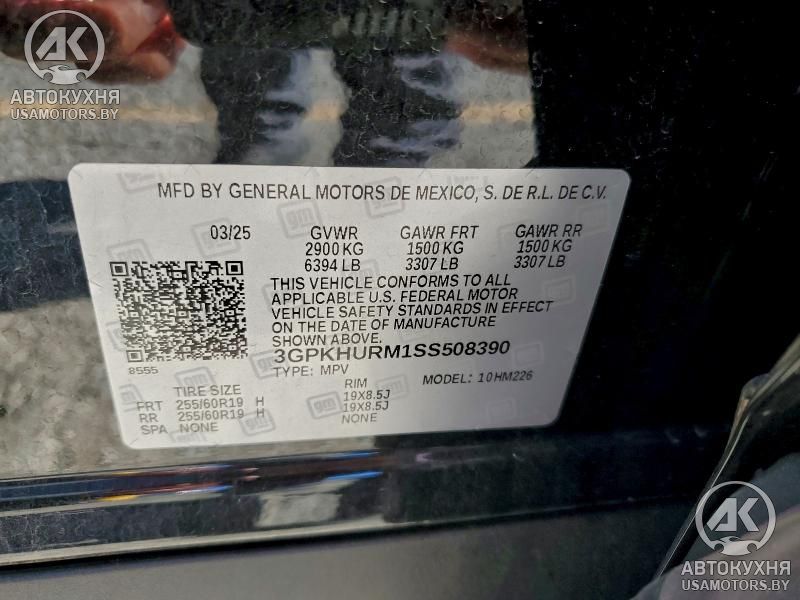 АВТОКУХНЯ
USAMOTORS.BY
MFD BY GENERAL MOTORS DE MEXICO, S. DE R.L. DE C.V.
03/25 GVWR GAWR FRT GAWR RR
2900 KG 1500 KG 1500 KG
6394 LB 3307 LB 3307 LB
THIS VEHICLE CONFORMS TO ALL
APPLICABLE U.S. FEDERAL MOTOR
VEHICLE SAFETY STANDARDS IN EFFECT
ON THE DATE OF MANUFACTURE
SHOWN ABOVE.
3GPKHURM1SS508390
8555 TYPE: MPV MODEL: 10HM226
TIRE SIZE RIM
FRT 255/60R19 H 19X8.5J
RR 255/60R19 H 19X8.5J
SPA NONE NONE
АВТОКУХНЯ
USAMOTORS.BY